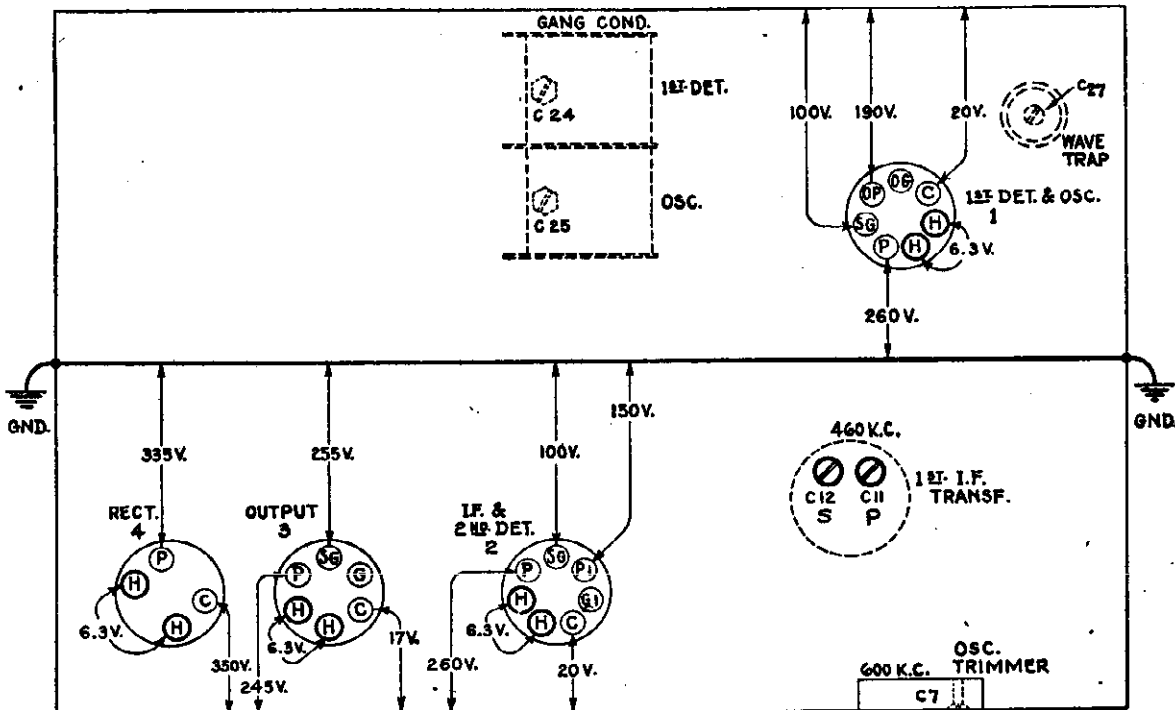 GANG COND.
1ST. DET.
C 24
OSC.
C 25
100V.
190V.
20V.
C27
WAVE
TRAP
OP
OG
C
SG
H
P
H
1ST. DET. & OSC.
1
6.3V.
260V.
GND.
GND.
335V.
255V.
100V.
150V.
460 K.C.
C12
C11
S
P
1ST. I.F.
TRANSF.
RECT.
4
P
H
C
H
6.3V.
350V.
OUTPUT
3
SG
P
G
H
C
H
6.3V.
245V.
17V.
I.F. &
2ND. DET.
2
SG
P
P1
H
G1
H
C
6.3V.
260V.
20V.
600 K.C.
OSC.
TRIMMER
C7